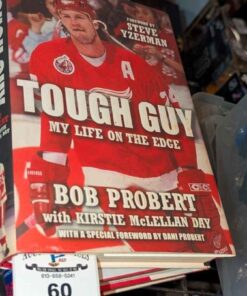 FOREWORD BY
STEVE
YZERMAN
A
TOUGH GUY
MY LIFE ON THE EDGE
BOB PROBERT
with KIRSTIE McLELLAN DAY
WITH A SPECIAL FOREWORD BY DANI PROBERT
60